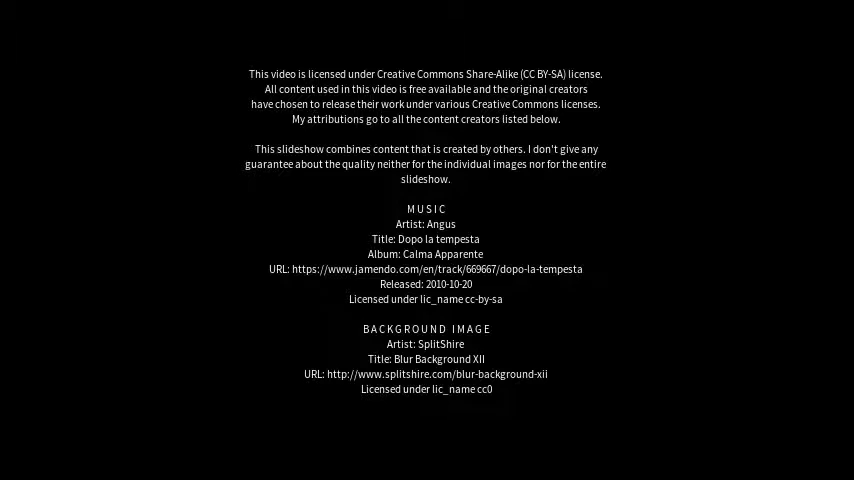 This video is licensed under Creative Commons Share-Alike (CC BY-SA) license.
All content used in this video is free available and the original creators
have chosen to release their work under various Creative Commons licenses.
My attributions go to all the content creators listed below.
This slideshow combines content that is created by others. I don't give any
guarantee about the quality neither for the individual images nor for the entire
slideshow.
MUSIC
Artist: Angus
Title: Dopo la tempesta
Album: Calma Apparente
URL: https://www.jamendo.com/en/track/669667/dopo-la-tempesta
Released: 2010-10-20
Licensed under lic_name cc-by-sa
BACKGROUND IMAGE
Artist: SplitShire
Title: Blur Background XII
URL: http://www.splitshire.com/blur-background-xii
Licensed under lic_name cc0